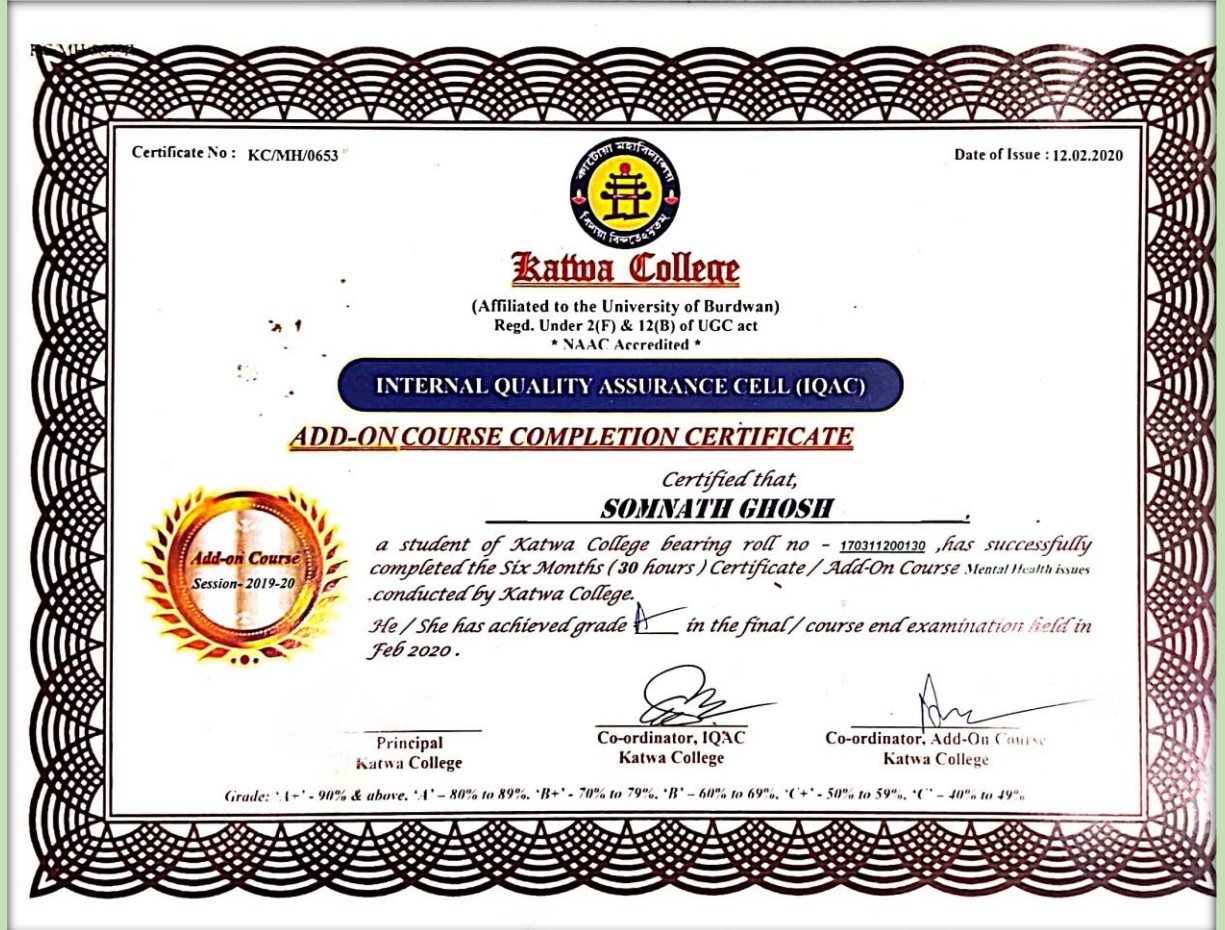 Certificate No : KC/MH/0653
Date of Issue : 12.02.2020
কাটোয়া মহাবিদ্যালয়
Katwa College
(Affiliated to the University of Burdwan)
Regd. Under 2(F) & 12(B) of UGC act
* NAAC Accredited *
INTERNAL QUALITY ASSURANCE CELL (IQAC)
ADD-ON COURSE COMPLETION CERTIFICATE
Certified that,
SOMNATH GHOSH,
a student of Katwa College bearing roll no - 170311200130 ,has successfully
completed the Six Months (30 hours) Certificate / Add-On Course Mental Health issues
.conducted by Katwa College.
He / She has achieved grade A in the final / course end examination held in
Feb 2020 .
Add-on Course
Session- 2019-20
Principal
Katwa College
Co-ordinator, IQAC
Katwa College
Co-ordinator, Add-On Course
Katwa College
Grade: 'A+' - 90% & above, 'A' – 80% to 89%, 'B+' - 70% to 79%, 'B' – 60% to 69%, 'C+' - 50% to 59%, 'C' – 40% to 49%